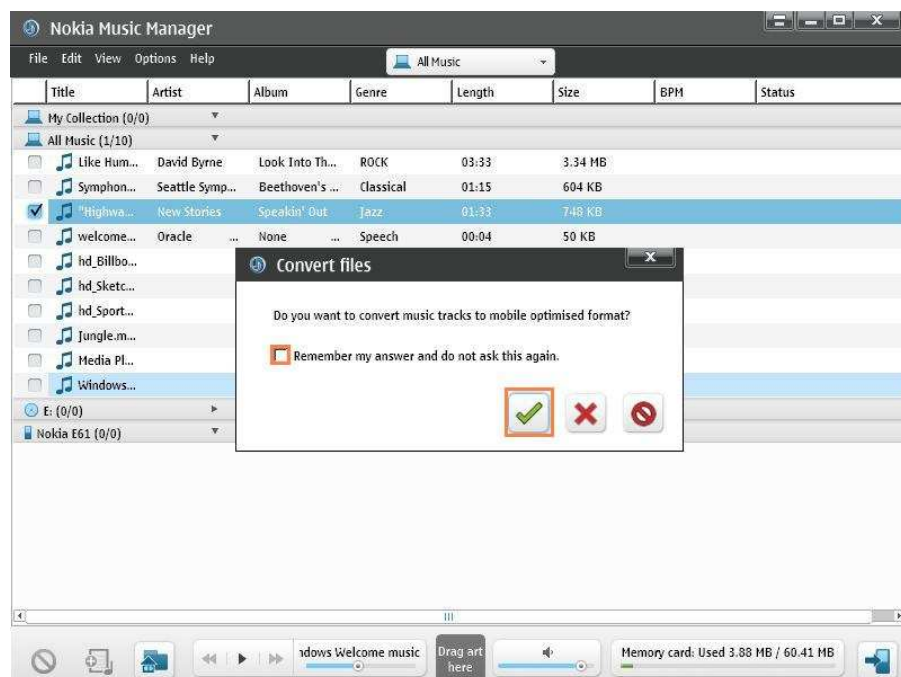 Nokia Music Manager
File Edit View Options Help All Music
Title Artist Album Genre Length Size BPM Status
My Collection (0/0)
All Music (1/10)
Like Hum... David Byrne Look Into Th... ROCK 03:33 3.34 MB
Symphon... Seattle Symp... Beethoven's ... Classical 01:15 604 KB
"Highwa... New Stories Speakin' Out Jazz 01:33 748 KB
welcome... Oracle ... None ... Speech 00:04 50 KB
hd_Billbo...
hd_Sketc...
hd_Sport...
Jungle.m...
Media Pl...
Windows...
E: (0/0)
Nokia E61 (0/0)
Convert files
Do you want to convert music tracks to mobile optimised format?
Remember my answer and do not ask this again.
ndows Welcome music
Drag art
here
Memory card: Used 3.88 MB / 60.41 MB